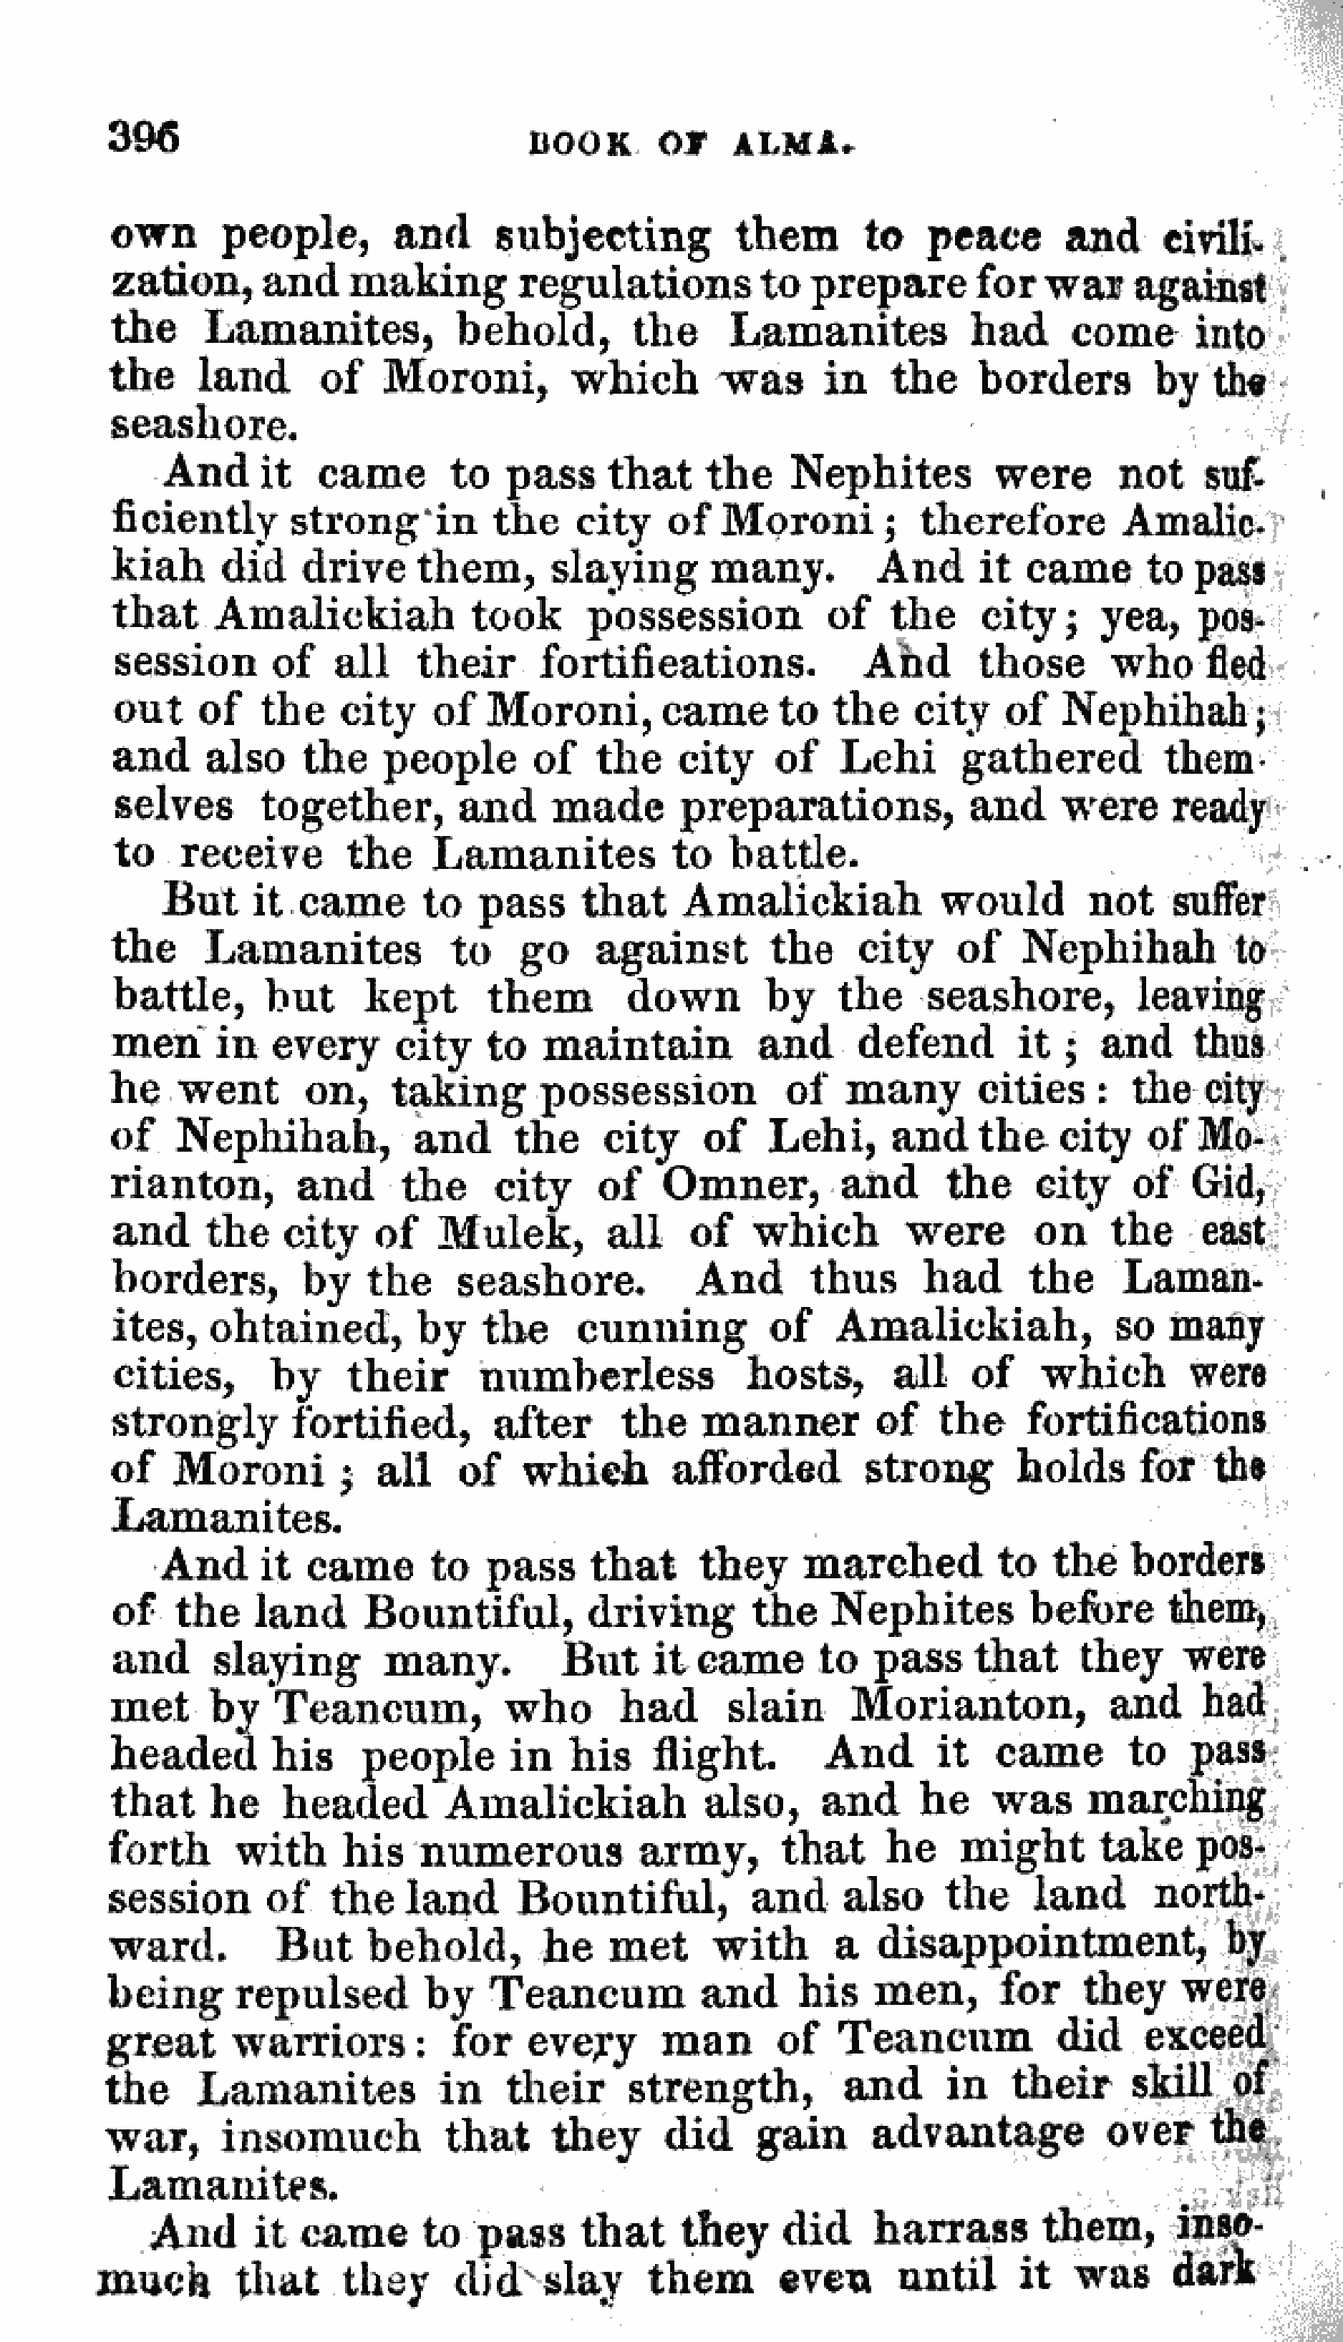 396 BOOK OF ALMA.
own people, and subjecting them to peace and civili-
zation, and making regulations to prepare for war against
the Lamanites, behold, the Lamanites had come into
the land of Moroni, which was in the borders by the
seashore.
And it came to pass that the Nephites were not suf-
ficiently strong in the city of Moroni; therefore Amalic-
kiah did drive them, slaying many. And it came to pass
that Amalickiah took possession of the city; yea, pos-
session of all their fortifieations. And those who fled
out of the city of Moroni, came to the city of Nephihah;
and also the people of the city of Lehi gathered them-
selves together, and made preparations, and were ready
to receive the Lamanites to battle.
But it came to pass that Amalickiah would not suffer
the Lamanites to go against the city of Nephihah to
battle, but kept them down by the seashore, leaving
men in every city to maintain and defend it; and thus
he went on, taking possession of many cities: the city
of Nephihah, and the city of Lehi, and the city of Mo-
rianton, and the city of Omner, and the city of Gid,
and the city of Mulek, all of which were on the east
borders, by the seashore. And thus had the Laman-
ites, obtained, by the cunning of Amalickiah, so many
cities, by their numberless hosts, all of which were
strongly fortified, after the manner of the fortifications
of Moroni; all of which afforded strong holds for the
Lamanites.
And it came to pass that they marched to the borders
of the land Bountiful, driving the Nephites before them,
and slaying many. But it came to pass that they were
met by Teancum, who had slain Morianton, and had
headed his people in his flight. And it came to pass
that he headed Amalickiah also, and he was marching
forth with his numerous army, that he might take pos-
session of the land Bountiful, and also the land north-
ward. But behold, he met with a disappointment, by
being repulsed by Teancum and his men, for they were
great warriors: for every man of Teancum did exceed
the Lamanites in their strength, and in their skill of
war, insomuch that they did gain advantage over the
Lamanites.
And it came to pass that they did harrass them, inso-
much that they did slay them even until it was dark